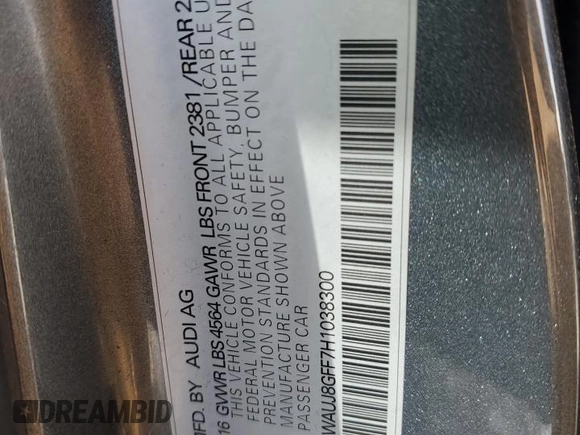 MFD. BY AUDI AG
16 GVWR LBS 4564 GAWR LBS FRONT 2381 /REAR 2
THIS VEHICLE CONFORMS TO ALL APPLICABLE U
FEDERAL MOTOR VEHICLE SAFETY, BUMPER AND
PREVENTION STANDARDS IN EFFECT ON THE DA
MANUFACTURE SHOWN ABOVE
PASSENGER CAR
WAUJ8GFF7H1038300
DREAMBID